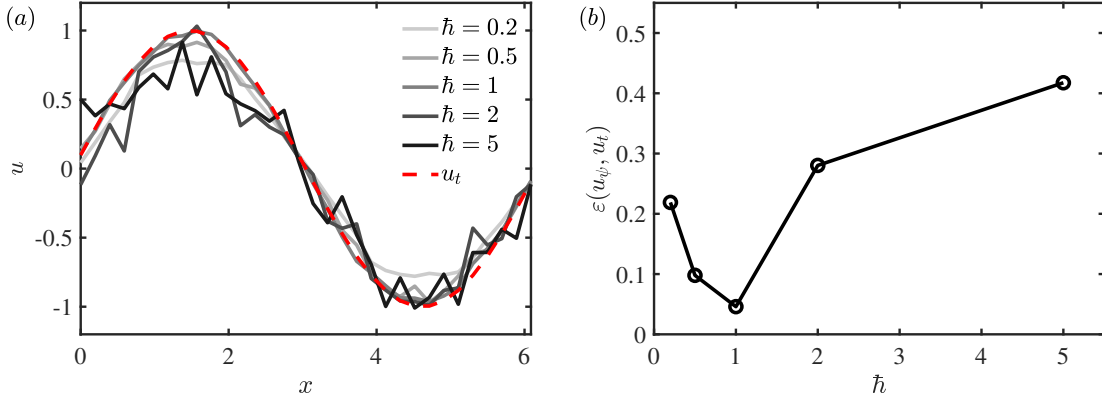 (a)
1
0.5
0
-0.5
-1
u
0
2
4
6
x
ħ = 0.2
ħ = 0.5
ħ = 1
ħ = 2
ħ = 5
u_t
(b)
0.5
0.4
0.3
0.2
0.1
0
ε(u_ψ, u_t)
0
1
2
3
4
5
ħ